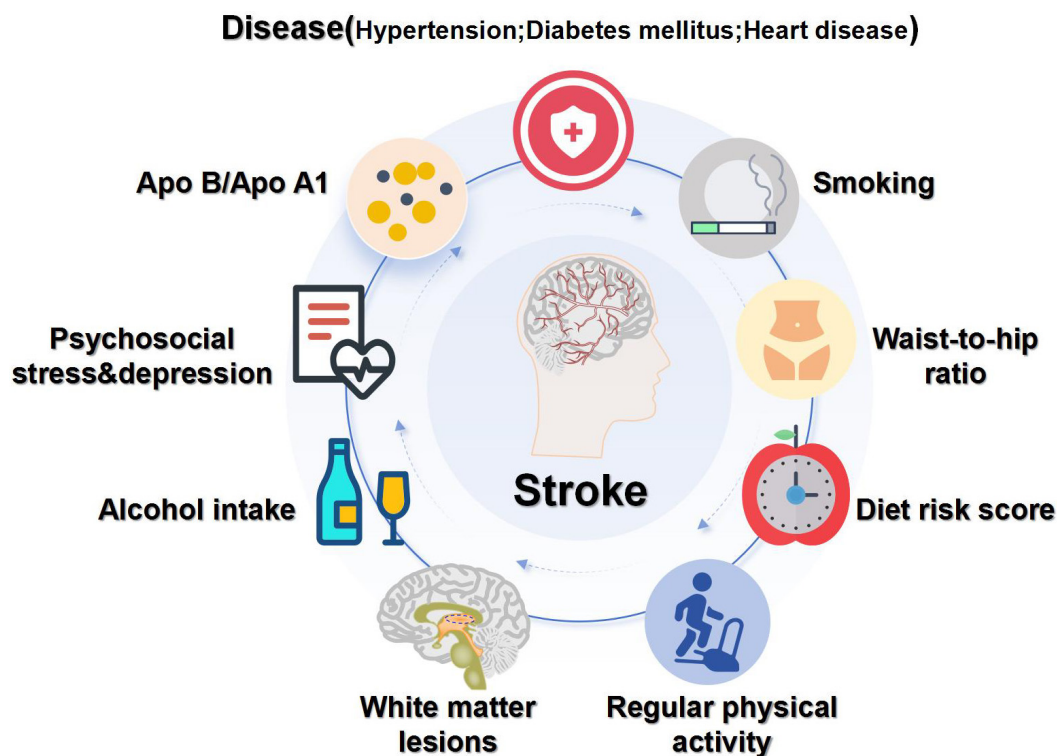 Disease(Hypertension;Diabetes mellitus;Heart disease)
Apo B/Apo A1
Smoking
Psychosocial
stress&depression
Waist-to-hip
ratio
Alcohol intake
Stroke
Diet risk score
White matter
lesions
Regular physical
activity